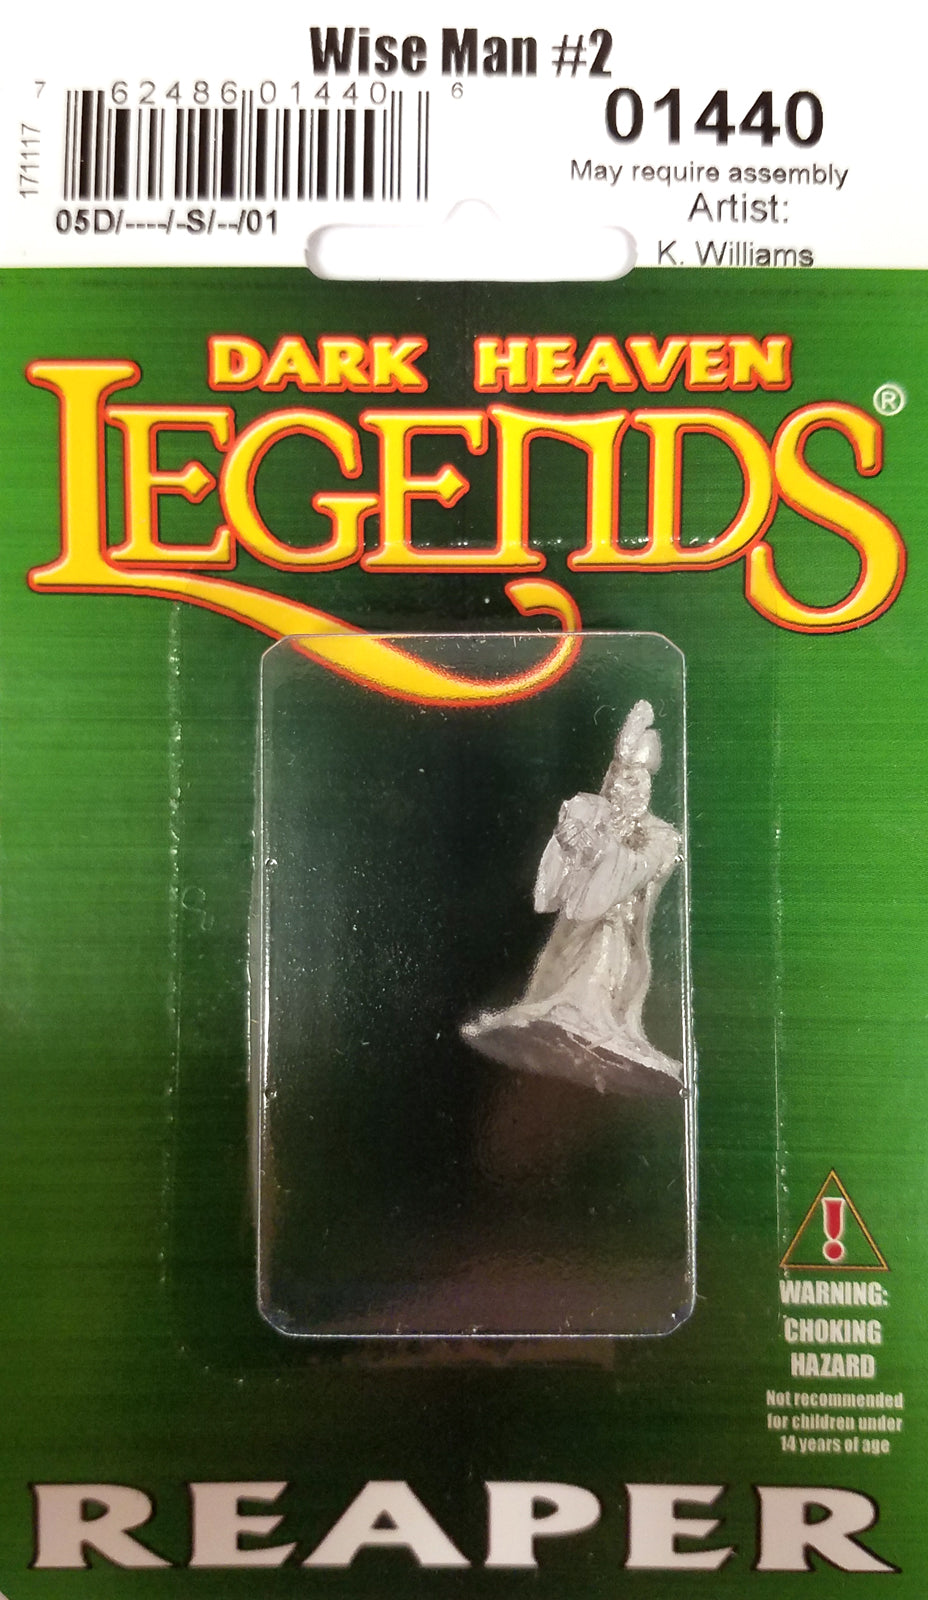 Wise Man #2
7 62486 01440 6
171117
05D/----/-S/--/01
01440
May require assembly
Artist:
K. Williams
DARK HEAVEN
LEGENDS®
WARNING:
CHOKING
HAZARD
Not recommended
for children under
14 years of age
REAPER